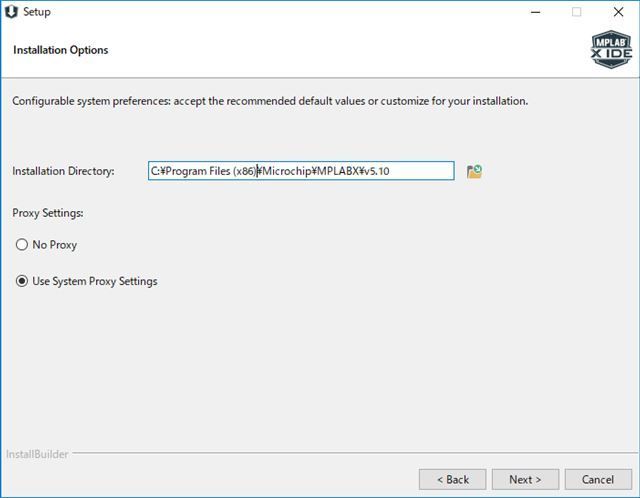 Setup
Installation Options
MPLAB®
X IDE
Configurable system preferences: accept the recommended default values or customize for your installation.
Installation Directory: C:¥Program Files (x86)¥Microchip¥MPLABX¥v5.10
Proxy Settings:
No Proxy
Use System Proxy Settings
InstallBuilder
< Back Next > Cancel